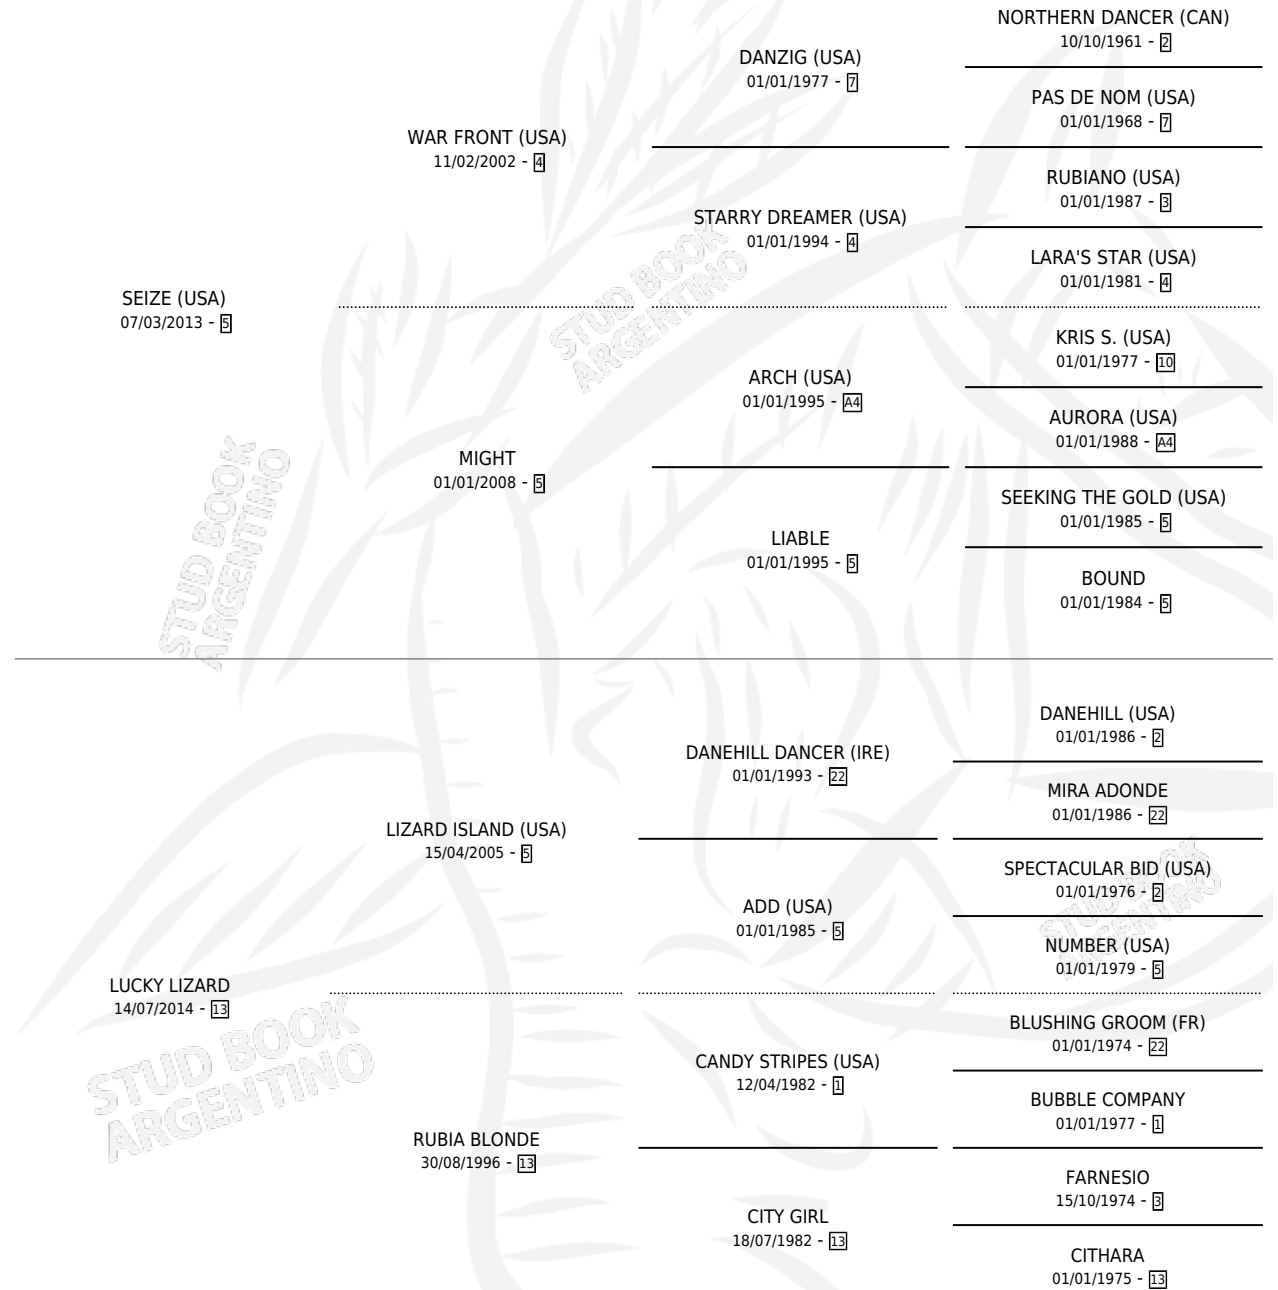 NORTHERN DANCER (CAN)
10/10/1961 - 2
DANZIG (USA)
01/01/1977 - 7
PAS DE NOM (USA)
01/01/1968 - 7
WAR FRONT (USA)
11/02/2002 - 4
RUBIANO (USA)
01/01/1987 - 3
STARRY DREAMER (USA)
01/01/1994 - 4
LARA'S STAR (USA)
01/01/1981 - 4
SEIZE (USA)
07/03/2013 - 5
KRIS S. (USA)
01/01/1977 - 10
ARCH (USA)
01/01/1995 - A4
AURORA (USA)
01/01/1988 - A4
MIGHT
01/01/2008 - 5
SEEKING THE GOLD (USA)
01/01/1985 - 5
LIABLE
01/01/1995 - 5
BOUND
01/01/1984 - 5
DANEHILL (USA)
01/01/1986 - 2
DANEHILL DANCER (IRE)
01/01/1993 - 22
MIRA ADONDE
01/01/1986 - 22
LIZARD ISLAND (USA)
15/04/2005 - 5
SPECTACULAR BID (USA)
01/01/1976 - 2
ADD (USA)
01/01/1985 - 5
NUMBER (USA)
01/01/1979 - 5
LUCKY LIZARD
14/07/2014 - 13
BLUSHING GROOM (FR)
01/01/1974 - 22
CANDY STRIPES (USA)
12/04/1982 - 1
BUBBLE COMPANY
01/01/1977 - 1
RUBIA BLONDE
30/08/1996 - 13
FARNESIO
15/10/1974 - 3
CITY GIRL
18/07/1982 - 13
CITHARA
01/01/1975 - 13
STUD BOOK
ARGENTINO
STUD BOOK
ARGENTINO
STUD BOOK
ARGENTINO
STUD BOOK
ARGENTINO